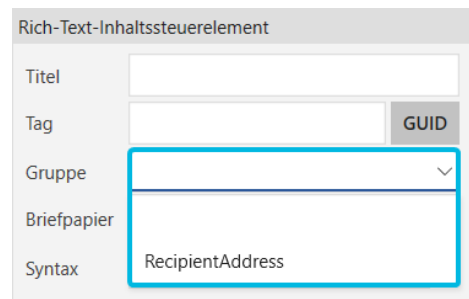 Rich-Text-Inhaltssteuerelement
Titel
Tag GUID
Gruppe
Briefpapier
RecipientAddress
Syntax